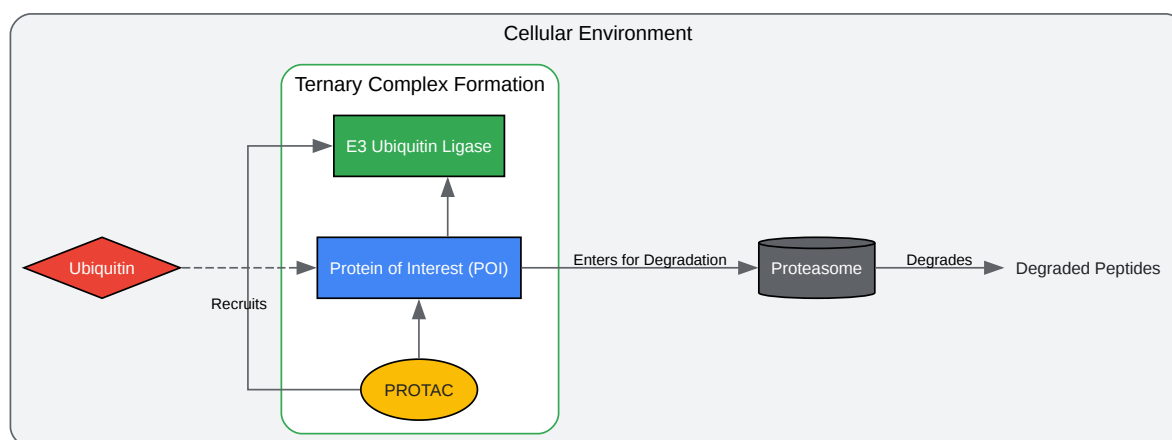 Cellular Environment
Ternary Complex Formation
E3 Ubiquitin Ligase
Ubiquitin
Protein of Interest (POI)
Enters for Degradation
Proteasome
Degrades
Degraded Peptides
Recruits
PROTAC